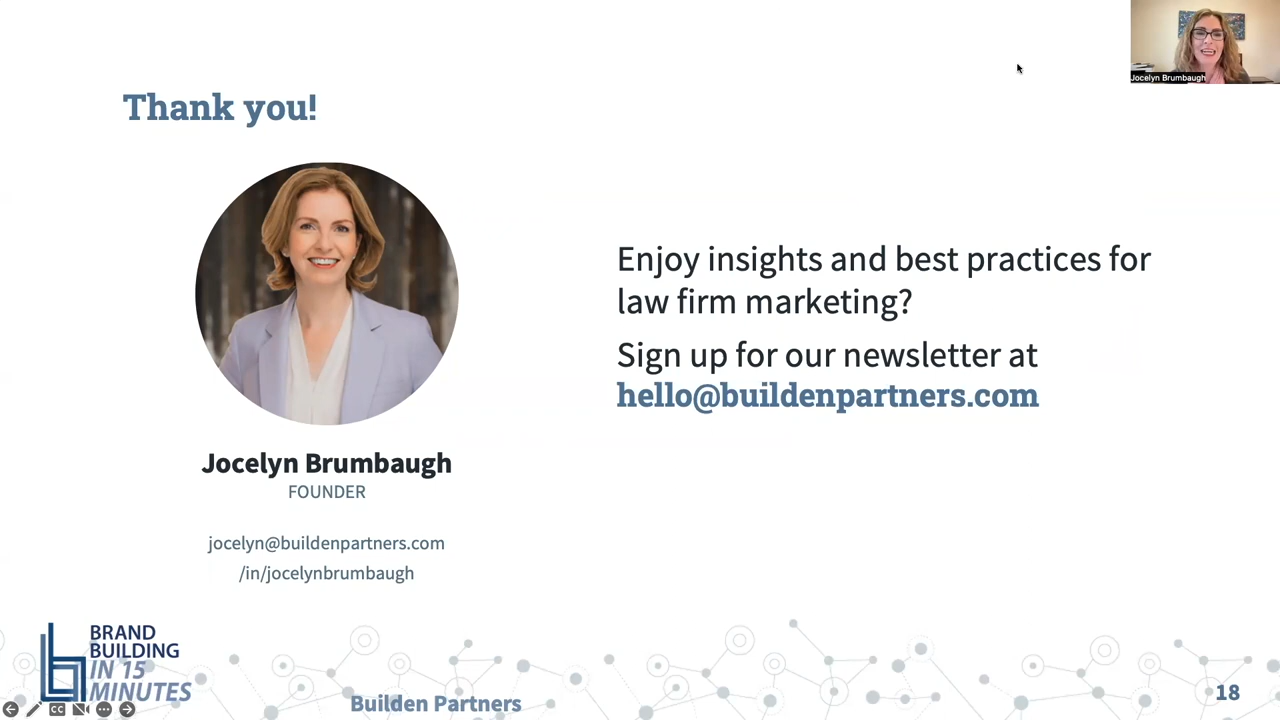 Jocelyn Brumbaugh
Thank you!
Enjoy insights and best practices for
law firm marketing?
Sign up for our newsletter at
hello@buildenpartners.com
Jocelyn Brumbaugh
FOUNDER
jocelyn@buildenpartners.com
/in/jocelynbrumbaugh
BRAND
BUILDING
IN 15
MINUTES
Builden Partners
18
CC